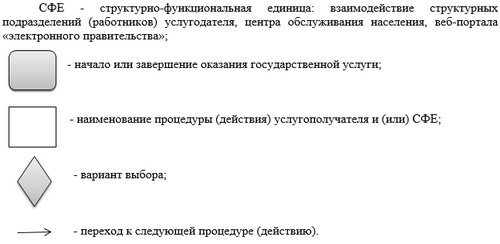 СФЕ - структурно-функциональная единица: взаимодействие структурных
подразделений (работников) услугодателя, центра обслуживания населения, веб-портала
«электронного правительства»;
- начало или завершение оказания государственной услуги;
- наименование процедуры (действия) услугополучателя и (или) СФЕ;
- вариант выбора;
- переход к следующей процедуре (действию).